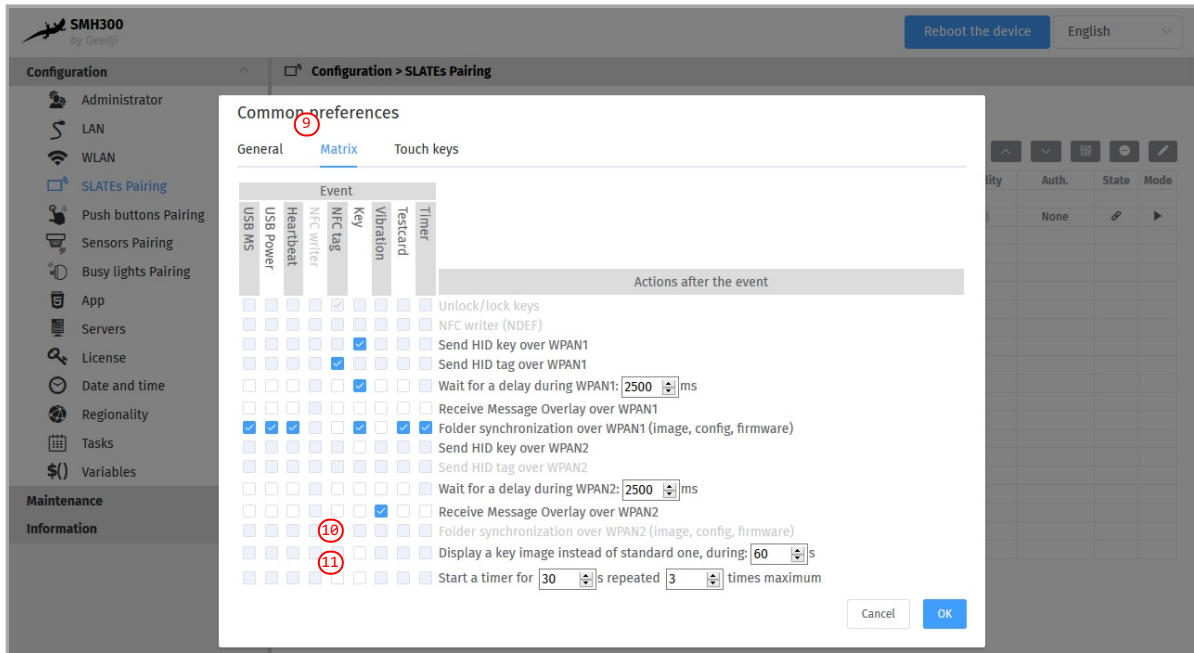 SMH300
by Qeedji
Reboot the device
English
Configuration
Configuration > SLATEs Pairing
Administrator
LAN
WLAN
SLATEs Pairing
Push buttons Pairing
Sensors Pairing
Busy lights Pairing
App
Servers
License
Date and time
Regionality
Tasks
$() Variables
Maintenance
Information
lity Auth. State Mode
None
Common preferences
9
General Matrix Touch keys
Event
USB MS
USB Power
Heartbeat
NFC writer
NFC tag
Key
Vibration
Testcard
Timer
Actions after the event
Unlock/lock keys
NFC writer (NDEF)
Send HID key over WPAN1
Send HID tag over WPAN1
Wait for a delay during WPAN1: 2500 ms
Receive Message Overlay over WPAN1
Folder synchronization over WPAN1 (image, config, firmware)
Send HID key over WPAN2
Send HID tag over WPAN2
Wait for a delay during WPAN2: 2500 ms
Receive Message Overlay over WPAN2
10 Folder synchronization over WPAN2 (image, config, firmware)
Display a key image instead of standard one, during: 60 s
11
Start a timer for 30 s repeated 3 times maximum
Cancel OK